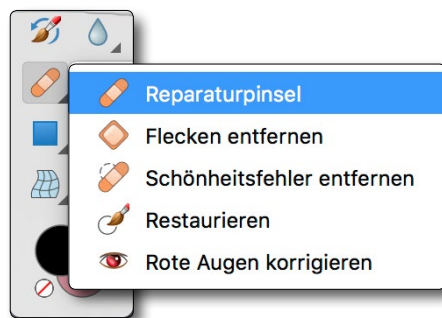 Reparaturpinsel
Flecken entfernen
Schönheitsfehler entfernen
Restaurieren
Rote Augen korrigieren